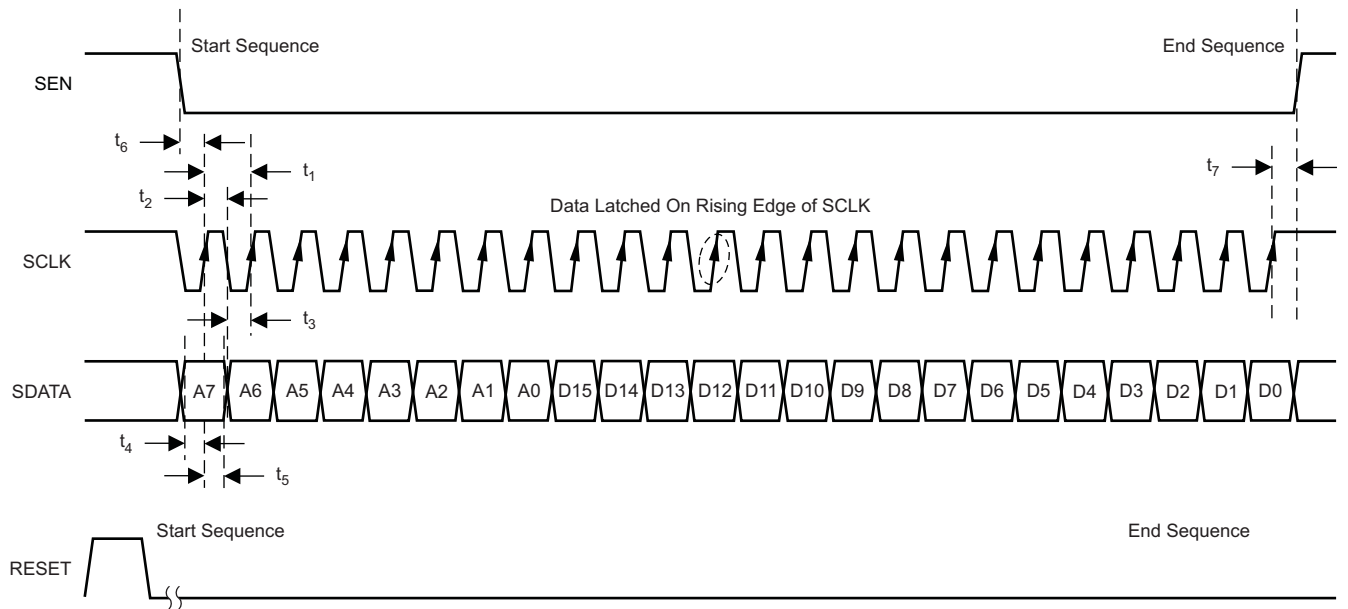 Start Sequence
End Sequence
SEN
t6
t1
t7
t2
Data Latched On Rising Edge of SCLK
SCLK
t3
SDATA
A7 A6 A5 A4 A3 A2 A1 A0 D15 D14 D13 D12 D11 D10 D9 D8 D7 D6 D5 D4 D3 D2 D1 D0
t4
t5
Start Sequence
End Sequence
RESET